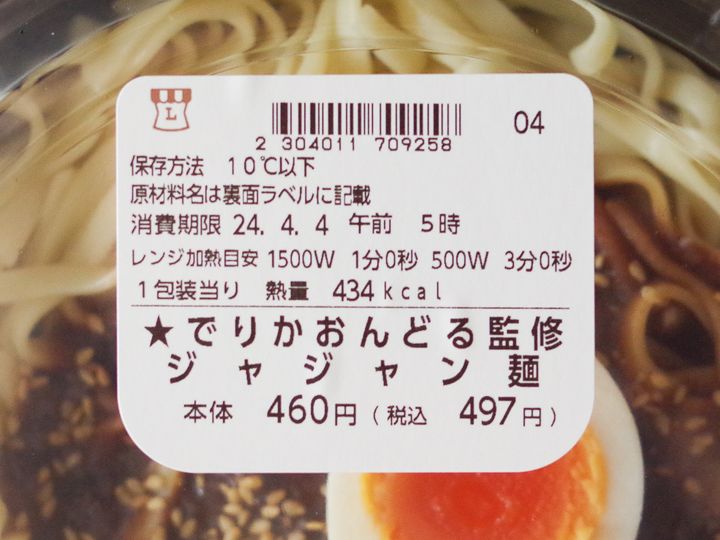 L
04
2 304011 709258
保存方法 10℃以下
原材料名は裏面ラベルに記載
消費期限 24. 4. 4 午前 5時
レンジ加熱目安 1500W 1分0秒 500W 3分0秒
1包装当り 熱量 434kcal
★でりかおんどる監修
ジャジャン麺
本体 460円(税込 497円)